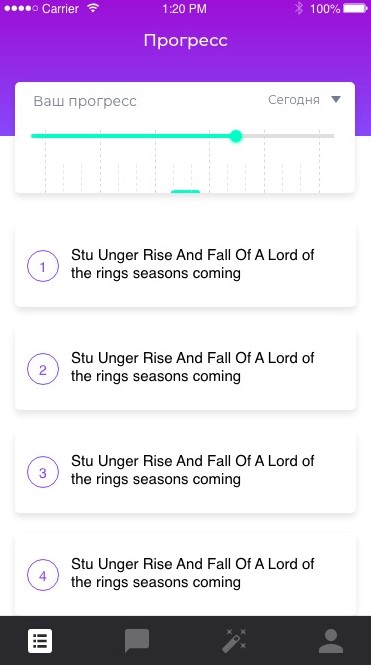 Carrier
1:20 PM
100%
Прогресс
Ваш прогресс
Сегодня
1
Stu Unger Rise And Fall Of A Lord of
the rings seasons coming
2
Stu Unger Rise And Fall Of A Lord of
the rings seasons coming
3
Stu Unger Rise And Fall Of A Lord of
the rings seasons coming
4
Stu Unger Rise And Fall Of A Lord of
the rings seasons coming